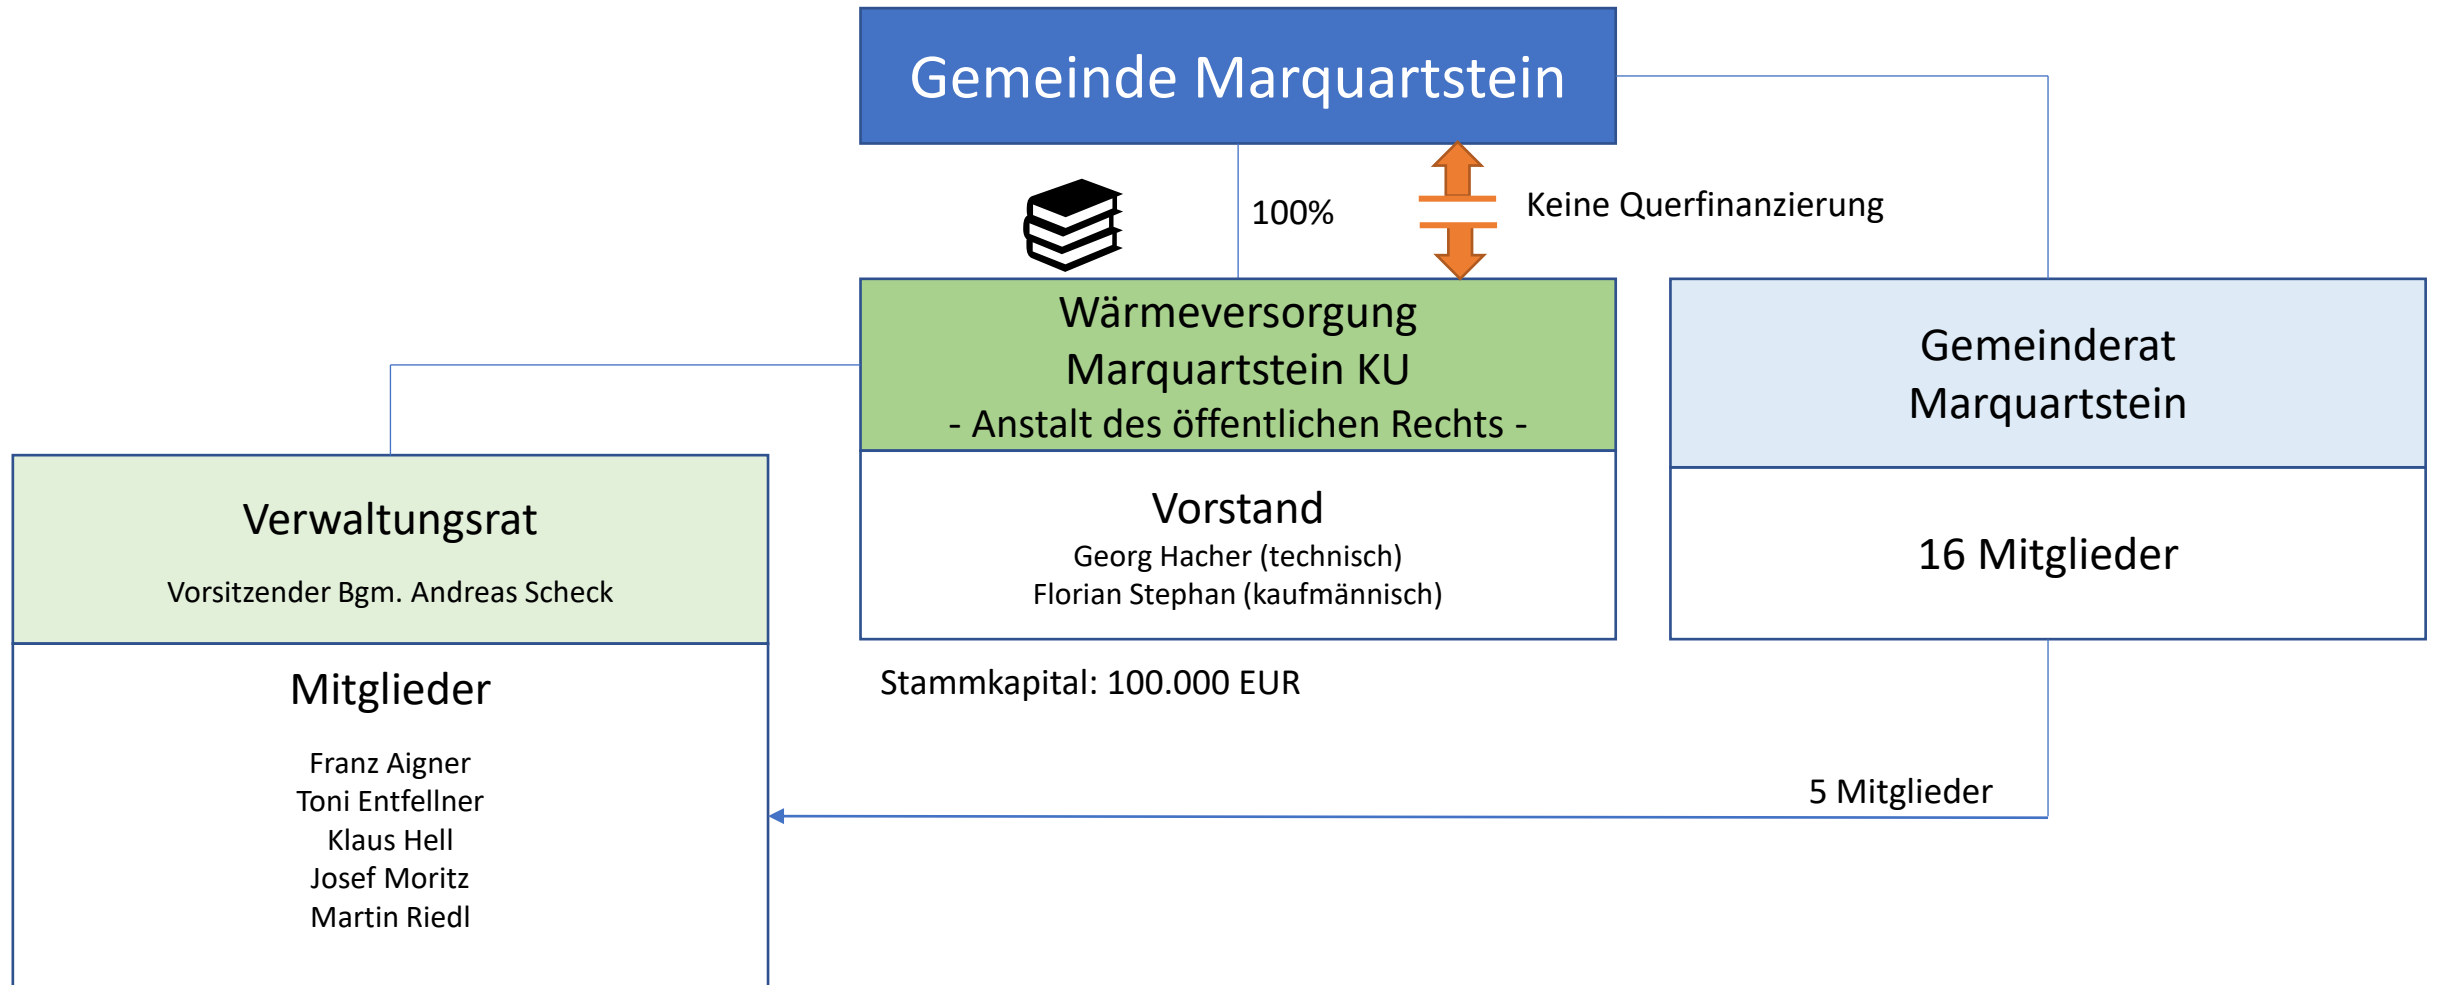 Gemeinde Marquartstein
100%
Keine Querfinanzierung
Wärmeversorgung
Marquartstein KU
- Anstalt des öffentlichen Rechts -
Vorstand
Georg Hacher (technisch)
Florian Stephan (kaufmännisch)
Stammkapital: 100.000 EUR
Gemeinderat
Marquartstein
16 Mitglieder
5 Mitglieder
Verwaltungsrat
Vorsitzender Bgm. Andreas Scheck
Mitglieder
Franz Aigner
Toni Entfellner
Klaus Hell
Josef Moritz
Martin Riedl